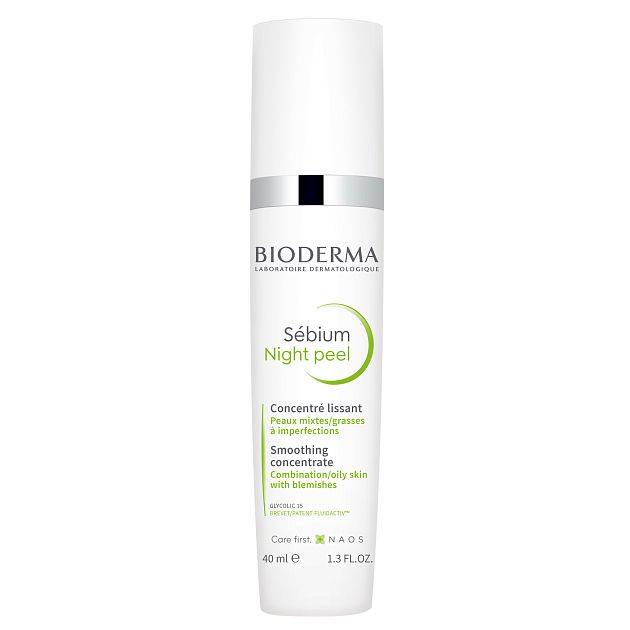 BIODERMA
LABORATOIRE DERMATOLOGIQUE
Sébium
Night peel
Concentré lissant
Peaux mixtes/grasses
à imperfections
Smoothing
concentrate
Combination/oily skin
with blemishes
GLYCOLIC 15
BREVET/PATENT FLUIDACTIV™
Care first. NAOS
40 ml ℮ 1.3 FL.OZ.